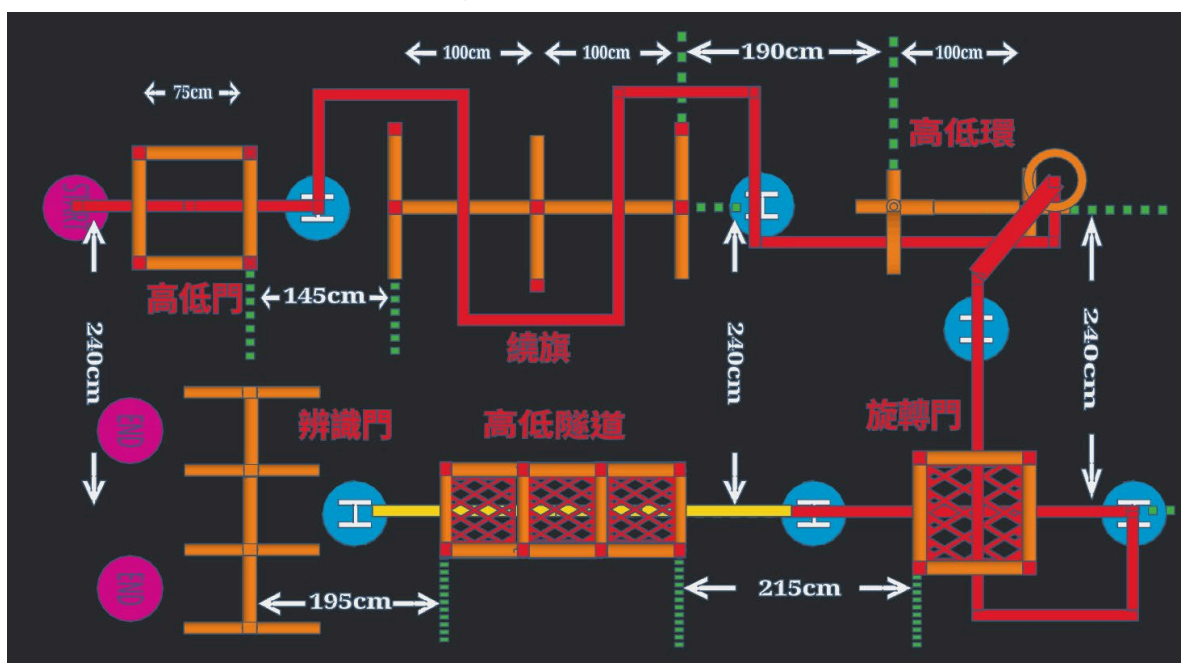 100cm
100cm
190cm
100cm
75cm
高低環
START
H
H
高低門
145cm
繞旗
240cm
240cm
240cm
H
辨識門
高低隧道
旋轉門
END
H
H
H
END
195cm
215cm